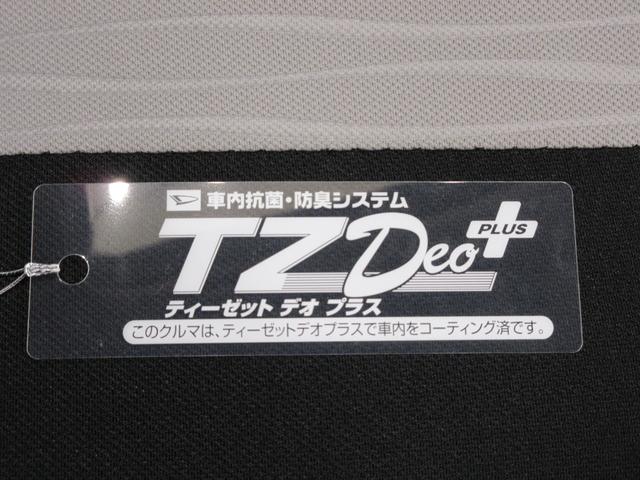 車内抗菌・防臭システム
TZDeo PLUS
ティーゼット デオ プラス
このクルマは、ティーゼットデオプラスで車内をコーティング済です。